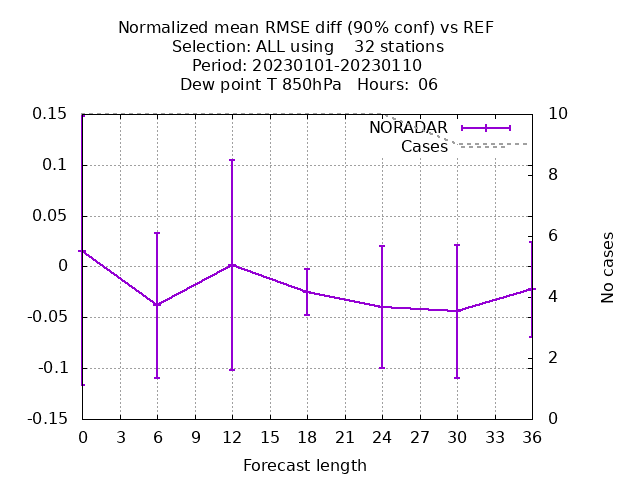 Normalized mean RMSE diff (90% conf) vs REF
Selection: ALL using    32 stations
Period: 20230101-20230110
Dew point T 850hPa   Hours:  06
NORADAR
Cases
0.15
0.1
0.05
0
-0.05
-0.1
-0.15
10
8
6
4
2
0
No cases
0 3 6 9 12 15 18 21 24 27 30 33 36
Forecast length